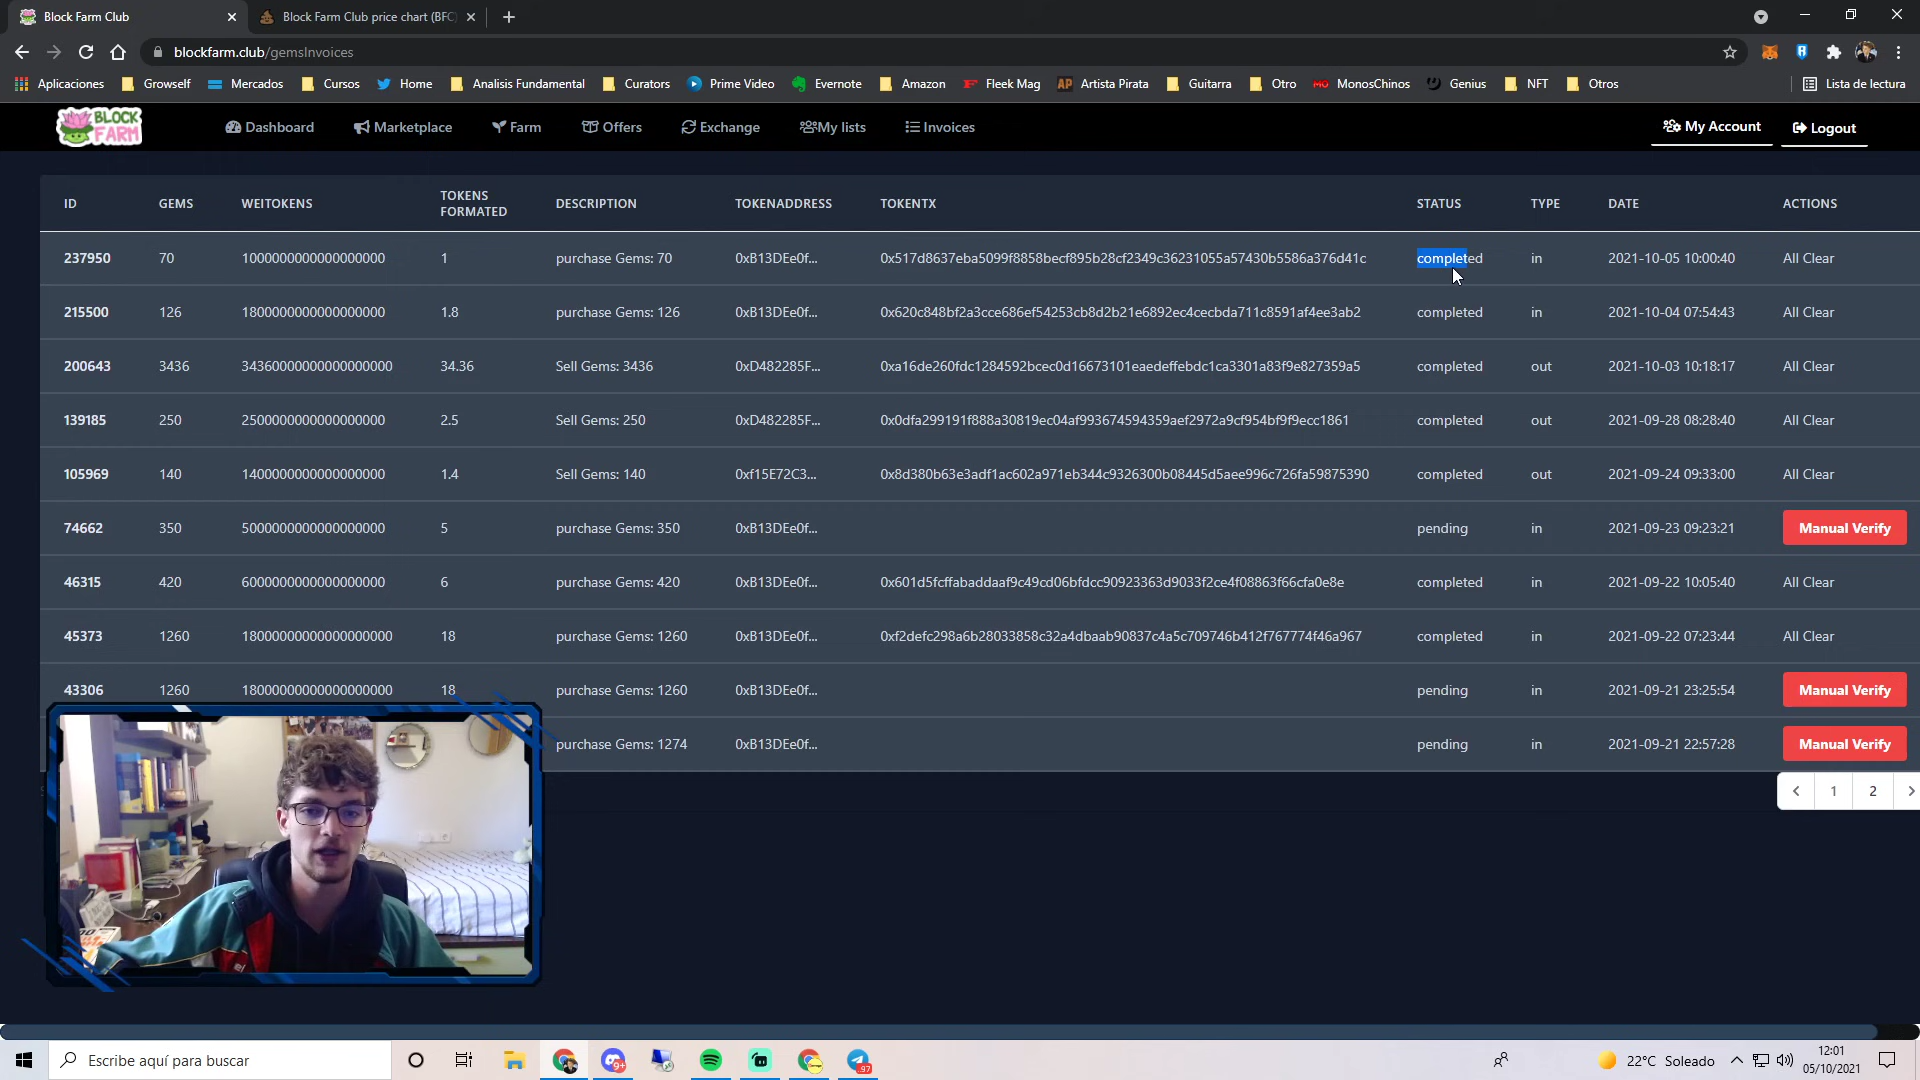 Block Farm Club
Block Farm Club price chart (BFC
blockfarm.club/gemsInvoices
Aplicaciones Growself Mercados Cursos Home Analisis Fundamental Curators Prime Video Evernote Amazon Fleek Mag AP Artista Pirata Guitarra Otro MO MonosChinos Genius NFT Otros Lista de lectura
BLOCK FARM Dashboard Marketplace Farm Offers Exchange My lists Invoices My Account Logout
ID GEMS WEITOKENS TOKENS FORMATED DESCRIPTION TOKENADDRESS TOKENTX STATUS TYPE DATE ACTIONS
237950 70 1000000000000000000 1 purchase Gems: 70 0xB13DEe0f... 0x517d8637eba5099f8858becf895b28cf2349c36231055a57430b5586a376d41c completed in 2021-10-05 10:00:40 All Clear
215500 126 1800000000000000000 1.8 purchase Gems: 126 0xB13DEe0f... 0x620c848bf2a3cce686ef54253cb8d2b21e6892ec4cecbda711c8591af4ee3ab2 completed in 2021-10-04 07:54:43 All Clear
200643 3436 34360000000000000000 34.36 Sell Gems: 3436 0xD482285F... 0xa16de260fdc1284592bcec0d16673101eaedeffebdc1ca3301a83f9e827359a5 completed out 2021-10-03 10:18:17 All Clear
139185 250 2500000000000000000 2.5 Sell Gems: 250 0xD482285F... 0x0dfa299191f888a30819ec04af993674594359aef2972a9cf954bf9f9ecc1861 completed out 2021-09-28 08:28:40 All Clear
105969 140 1400000000000000000 1.4 Sell Gems: 140 0xf15E72C3... 0x8d380b63e3adf1ac602a971eb344c9326300b08445d5aee996c726fa59875390 completed out 2021-09-24 09:33:00 All Clear
74662 350 5000000000000000000 5 purchase Gems: 350 0xB13DEe0f... pending in 2021-09-23 09:23:21 Manual Verify
46315 420 6000000000000000000 6 purchase Gems: 420 0xB13DEe0f... 0x601d5fcffabaddaaf9c49cd06bfdcc90923363d9033f2ce4f08863f66cfa0e8e completed in 2021-09-22 10:05:40 All Clear
45373 1260 18000000000000000000 18 purchase Gems: 1260 0xB13DEe0f... 0xf2defc298a6b28033858c32a4dbaab90837c4a5c709746b412f767774f46a967 completed in 2021-09-22 07:23:44 All Clear
43306 1260 18000000000000000000 18 purchase Gems: 1260 0xB13DEe0f... pending in 2021-09-21 23:25:54 Manual Verify
purchase Gems: 1274 0xB13DEe0f... pending in 2021-09-21 22:57:28 Manual Verify
1 2
Escribe aquí para buscar 9+ 97 22°C Soleado 12:01
05/10/2021